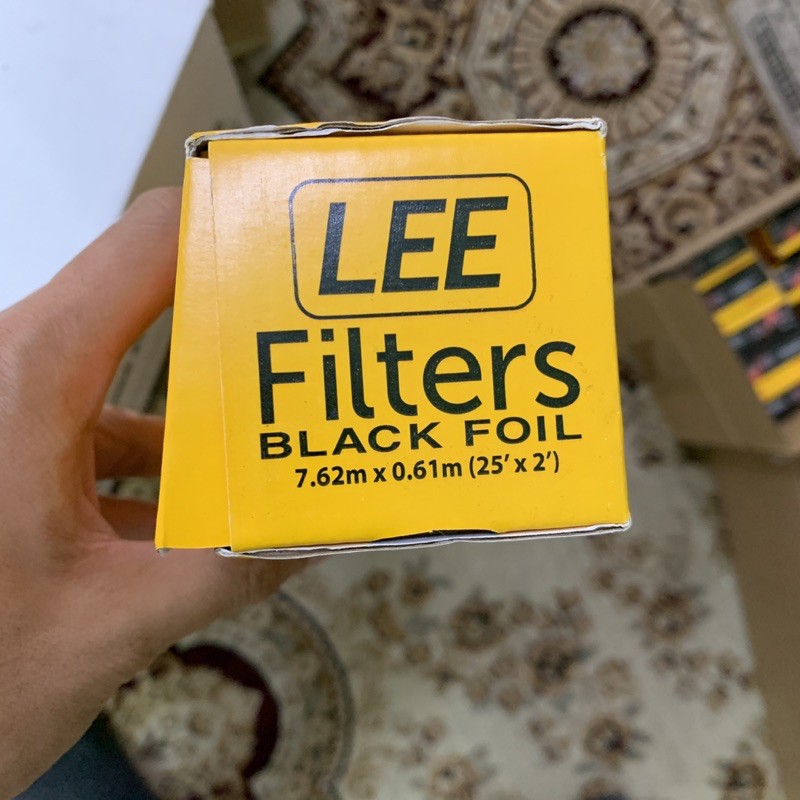 LEE
Filters
BLACK FOIL
7.62m x 0.61m (25' x 2')